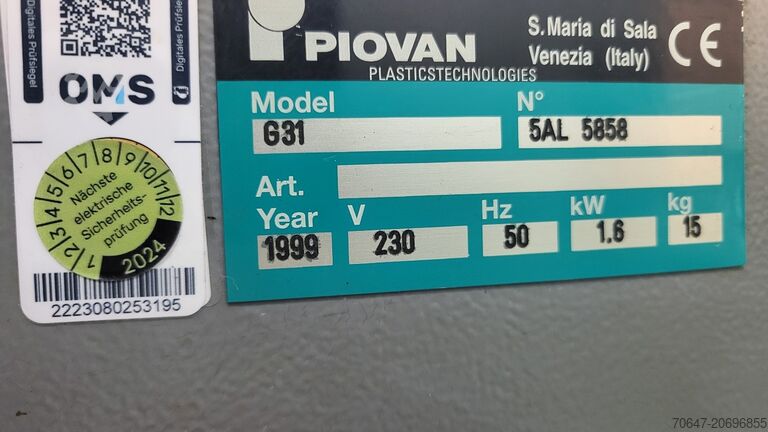 Digitales Prüfsiegel
Digitales Prüfsiegel
OMS
1 2 3 4 5 6 7 8 9 10 11 12
Nächste
elektrische
Sicherheits-
prüfung
2024
2223080253195
PIOVAN
PLASTICSTECHNOLOGIES
S. Maria di Sala
Venezia (Italy)
CE
Model
G31
N°
5AL 5858
Art.
Year
1999
V
230
Hz
50
kW
1.6
kg
15
70647-20696855